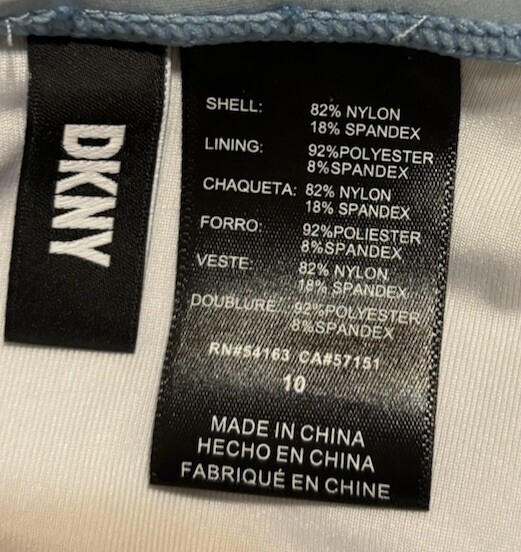 DKNY
SHELL: 82% NYLON
18% SPANDEX
LINING: 92%POLYESTER
8%SPANDEX
CHAQUETA: 82% NYLON
18% SPANDEX
FORRO: 92%POLIESTER
8%SPANDEX
VESTE: 82% NYLON
18% SPANDEX
DOUBLURE: 92%POLYESTER
8%SPANDEX
RN#54163 CA#57151
10
MADE IN CHINA
HECHO EN CHINA
FABRIQUÉ EN CHINE